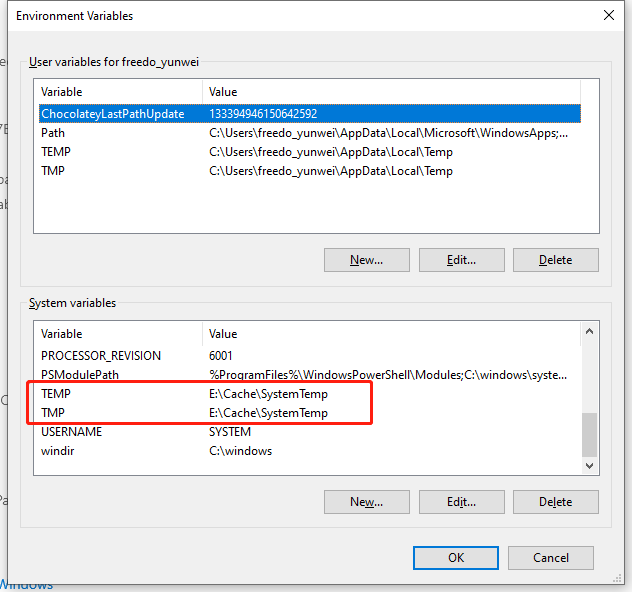 Environment Variables
User variables for freedo_yunwei
Variable Value
ChocolateyLastPathUpdate 133394946150642592
Path C:\Users\freedo_yunwei\AppData\Local\Microsoft\WindowsApps;...
TEMP C:\Users\freedo_yunwei\AppData\Local\Temp
TMP C:\Users\freedo_yunwei\AppData\Local\Temp
New... Edit... Delete
System variables
Variable Value
PROCESSOR_REVISION 6001
PSModulePath %ProgramFiles%\WindowsPowerShell\Modules;C:\windows\syste...
TEMP E:\Cache\SystemTemp
TMP E:\Cache\SystemTemp
USERNAME SYSTEM
windir C:\windows
New... Edit... Delete
OK Cancel
Windows